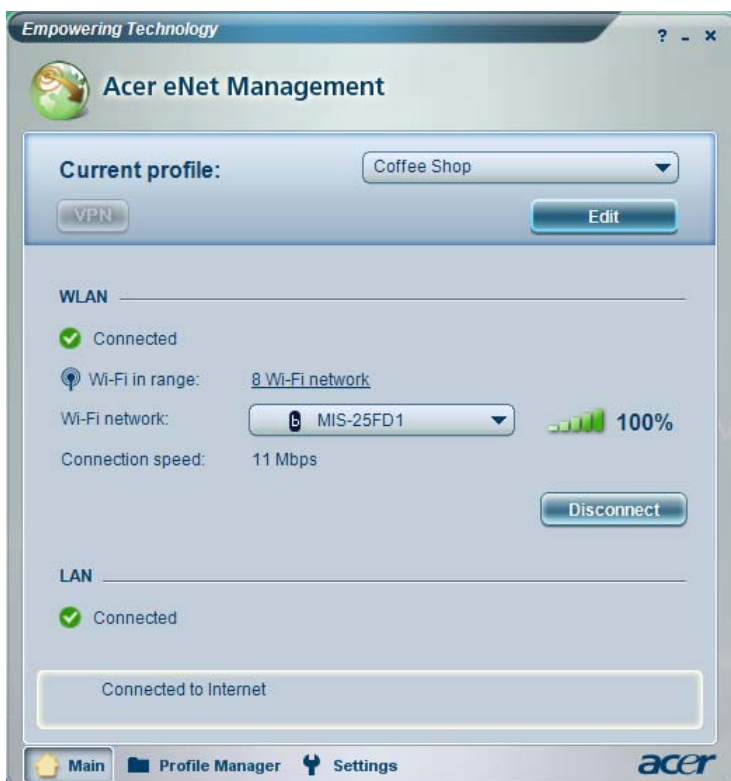 Empowering Technology
? - x
Acer eNet Management
Current profile:
Coffee Shop
VPN
Edit
WLAN
Connected
Wi-Fi in range:
8 Wi-Fi network
Wi-Fi network:
b MIS-25FD1
100%
Connection speed:
11 Mbps
Disconnect
LAN
Connected
Connected to Internet
Main
Profile Manager
Settings
acer